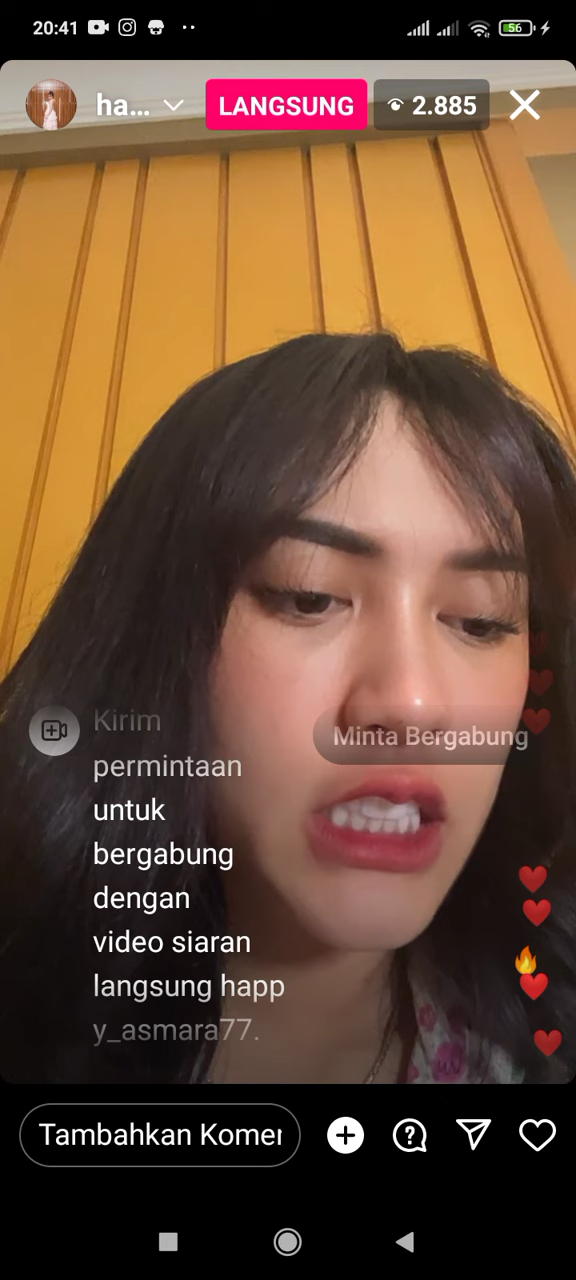 20:41
56
ha...
LANGSUNG
2.885
Kirim
permintaan
untuk
bergabung
dengan
video siaran
langsung happ
y_asmara77.
Minta Bergabung
Tambahkan Komen